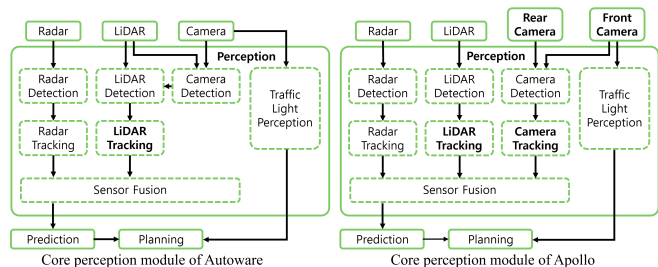 Radar
LiDAR
Camera
Perception
Radar
Detection
LiDAR
Detection
Camera
Detection
Traffic
Light
Perception
Radar
Tracking
LiDAR
Tracking
Sensor Fusion
Prediction
Planning
Core perception module of Autoware
Radar
LiDAR
Rear
Camera
Front
Camera
Perception
Radar
Detection
LiDAR
Detection
Camera
Detection
Traffic
Light
Perception
Radar
Tracking
LiDAR
Tracking
Camera
Tracking
Sensor Fusion
Prediction
Planning
Core perception module of Apollo